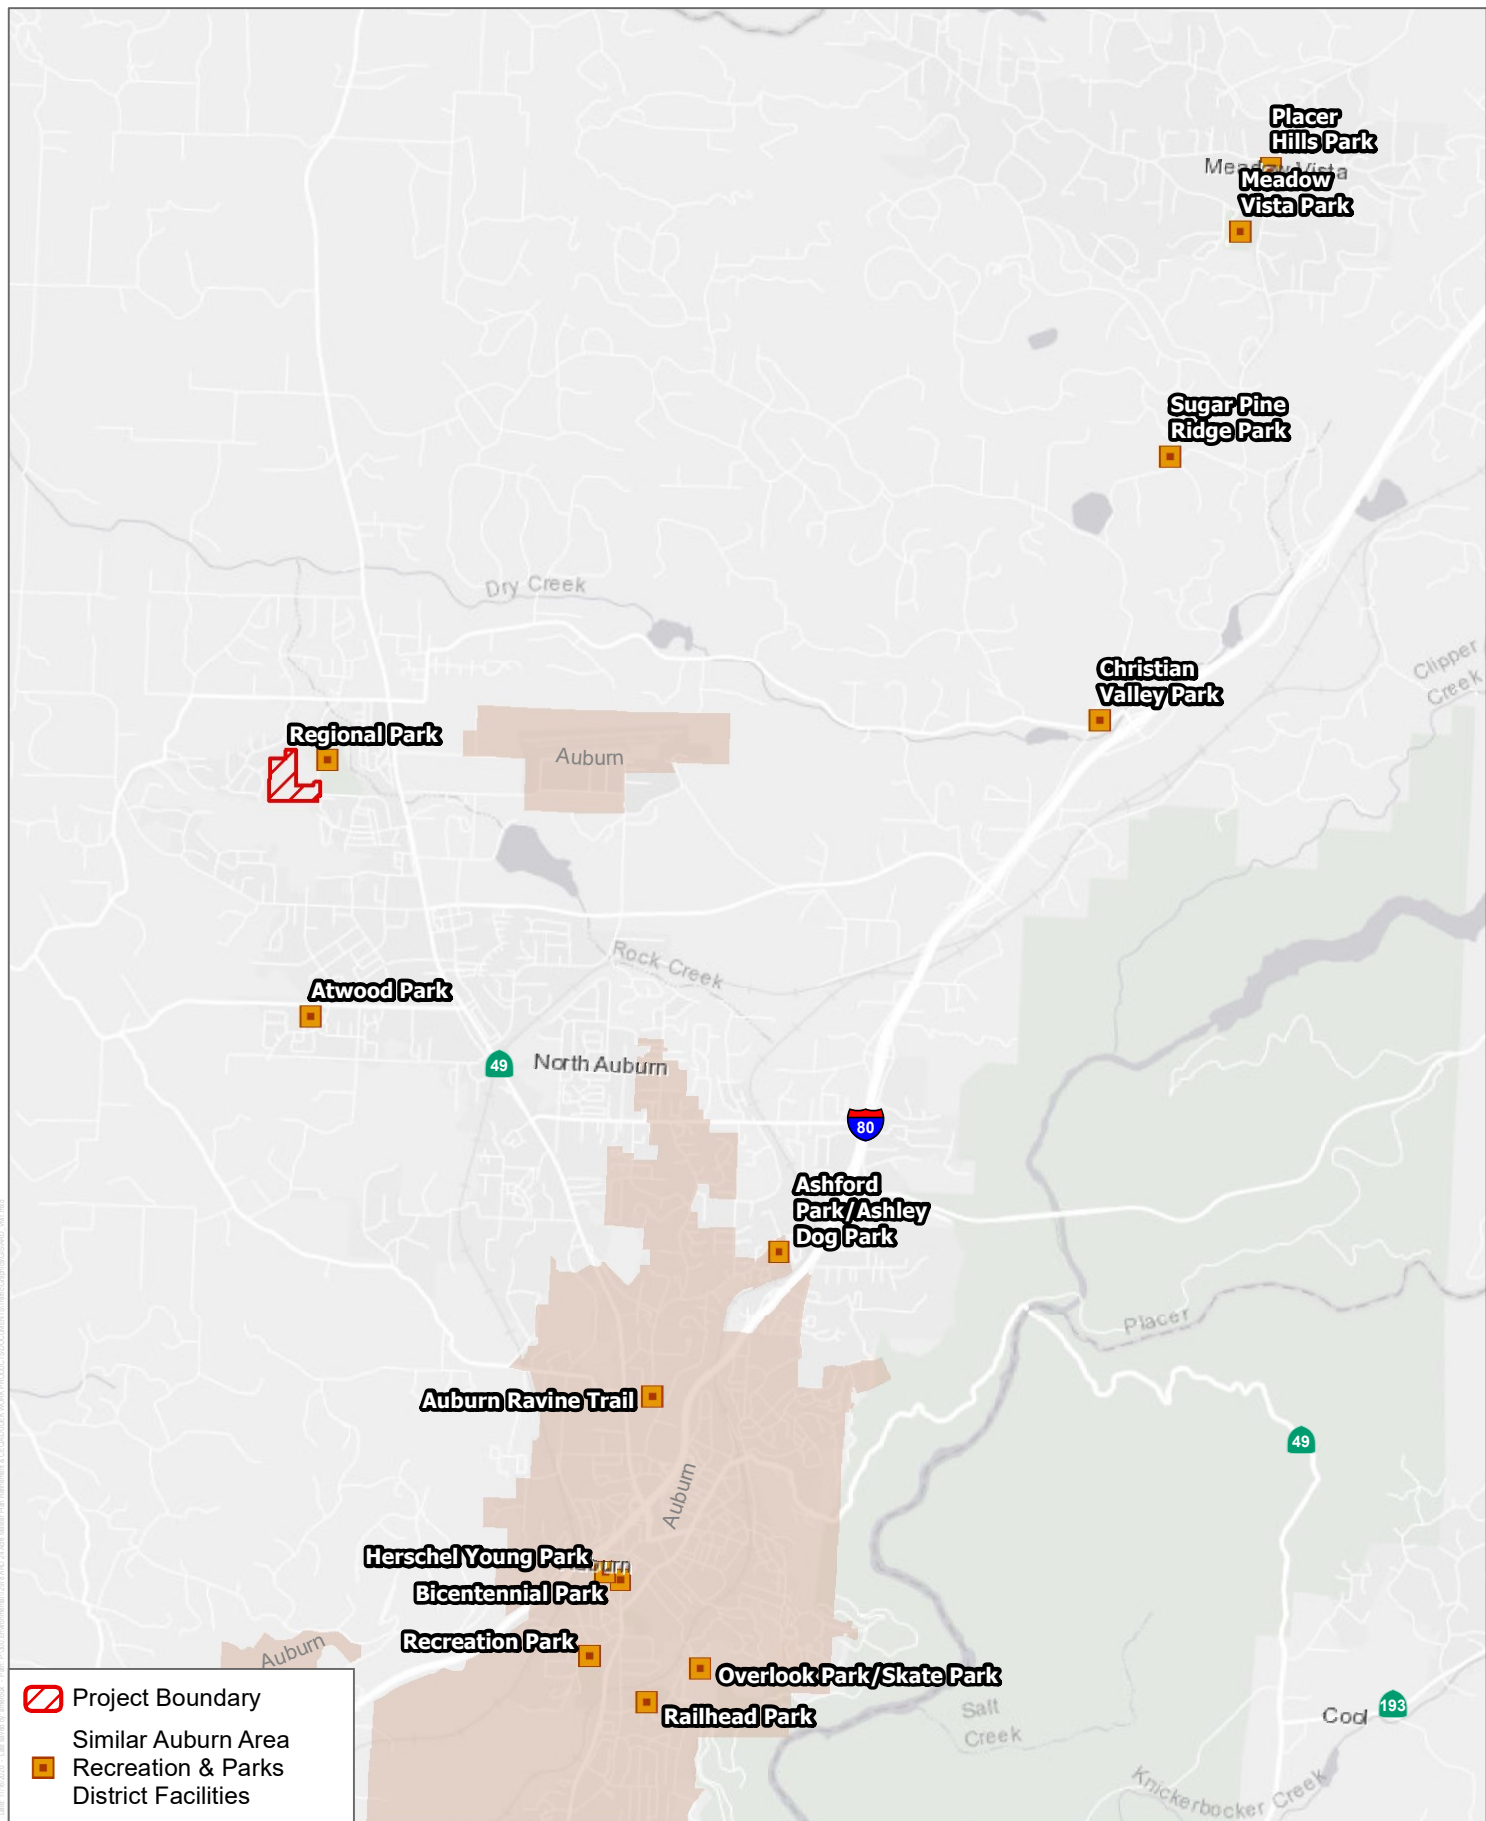 Placer
Hills Park
Meadow Vista
Meadow
Vista Park
Sugar Pine
Ridge Park
Dry Creek
Clipper
Creek
Christian
Valley Park
Regional Park
Auburn
Rock Creek
Atwood Park
49
North Auburn
80
Ashford
Park/Ashley
Dog Park
Placer
Auburn Ravine Trail
49
Auburn
Herschel Young Park
Bicentennial Park
Recreation Park
Auburn
Overlook Park/Skate Park
Railhead Park
Salt
Creek
Cool
193
Knickerbocker Creek
Project Boundary
Similar Auburn Area
Recreation & Parks
District Facilities